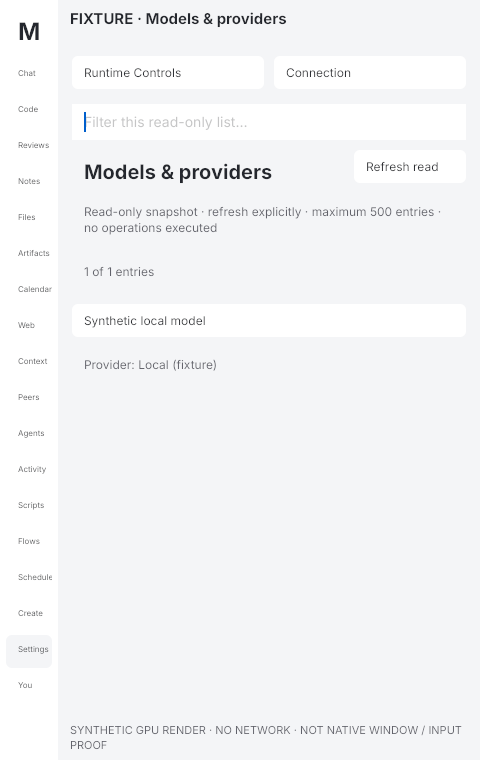 M
Chat
Code
Reviews
Notes
Files
Artifacts
Calendar
Web
Context
Peers
Agents
Activity
Scripts
Flows
Schedule
Create
Settings
You
FIXTURE · Models & providers
Runtime Controls
Connection
Filter this read-only list...
Models & providers
Refresh read
Read-only snapshot · refresh explicitly · maximum 500 entries ·
no operations executed
1 of 1 entries
Synthetic local model
Provider: Local (fixture)
SYNTHETIC GPU RENDER · NO NETWORK · NOT NATIVE WINDOW / INPUT
PROOF